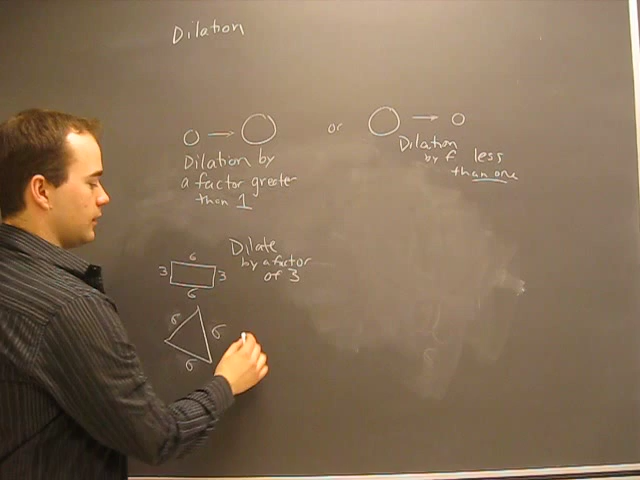 Dilation
or
Dilation by
a factor greater
than 1
Dilation
by f less
than one
Dilate
by a factor
of 3
6
3 3
6
6 6
6